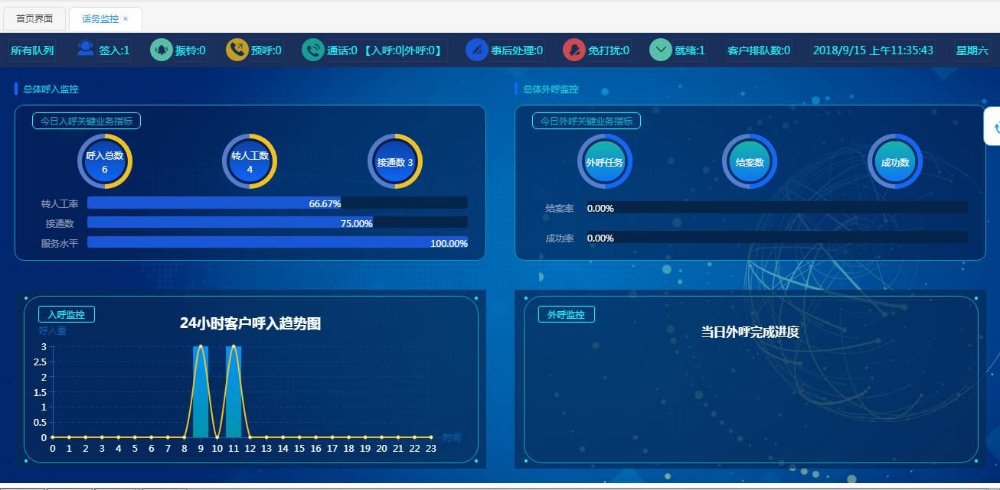 首页界面
话务监控 ×
所有队列
签入:1
振铃:0
预呼:0
通话:0 【入呼:0|外呼:0】
事后处理:0
免打扰:0
就绪:1
客户排队数:0
2018/9/15 上午11:35:43
星期六
总体呼入监控
今日入呼关键业务指标
呼入总数
6
转人工数
4
接通数 3
转人工率
66.67%
接通数
75.00%
服务水平
100.00%
总体外呼监控
今日外呼关键业务指标
外呼任务
结案数
成功数
结案率
0.00%
成功率
0.00%
入呼监控
24小时客户呼入趋势图
呼入量
3
2.5
2
1.5
1
0.5
0
0 1 2 3 4 5 6 7 8 9 10 11 12 13 14 15 16 17 18 19 20 21 22 23
时间
外呼监控
当日外呼完成进度